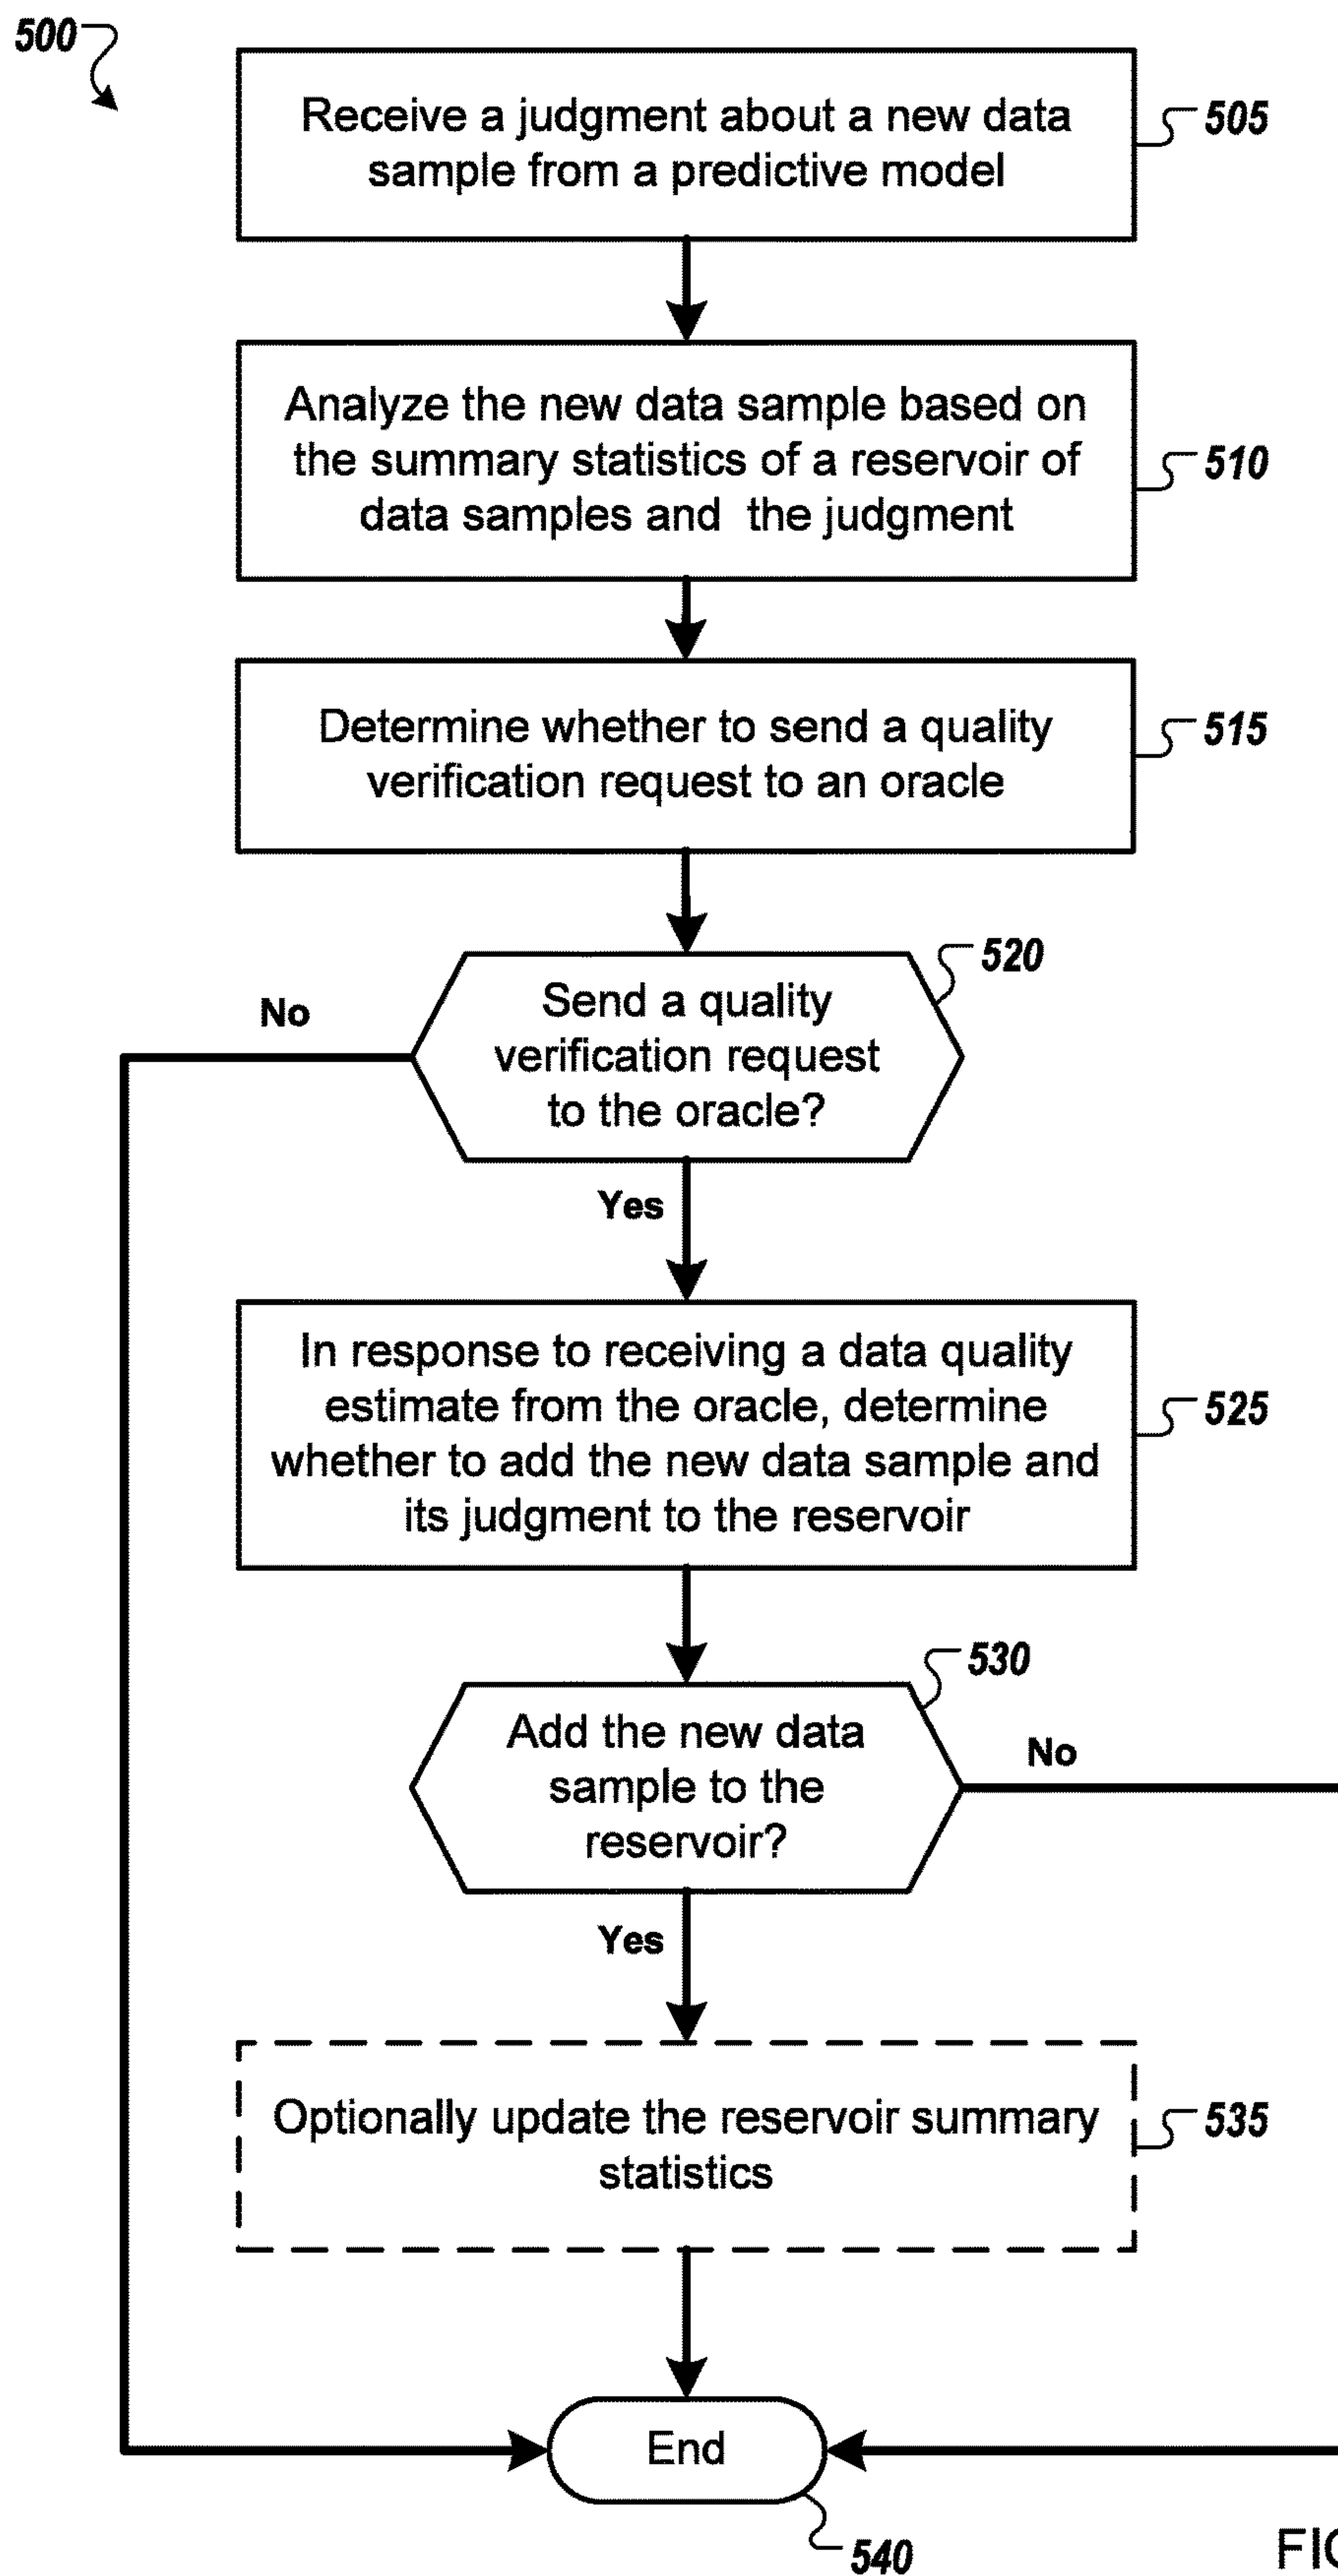 500
Receive a judgment about a new data
sample from a predictive model
505
Analyze the new data sample based on
the summary statistics of a reservoir of
data samples and the judgment
510
Determine whether to send a quality
verification request to an oracle
515
520
Send a quality
verification request
to the oracle?
No
Yes
In response to receiving a data quality
estimate from the oracle, determine
whether to add the new data sample and
its judgment to the reservoir
525
530
Add the new data
sample to the
reservoir?
No
Yes
Optionally update the reservoir summary
statistics
535
End
540